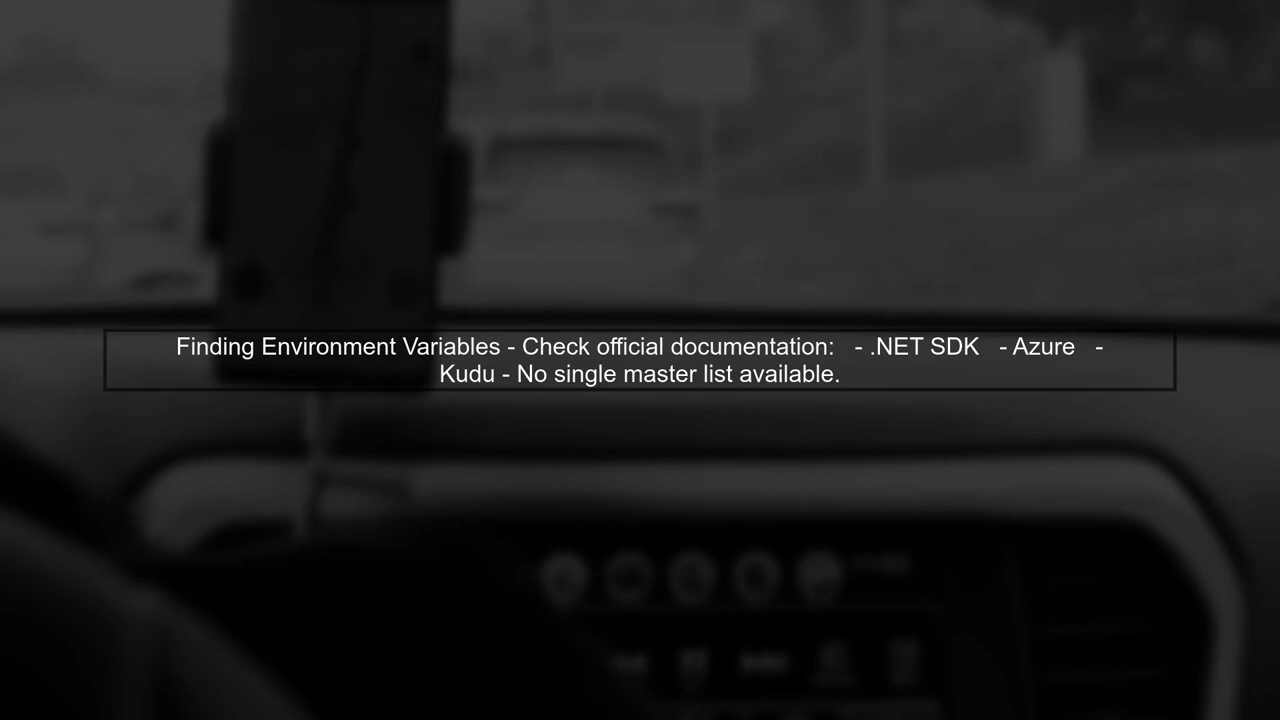 Finding Environment Variables - Check official documentation:   - .NET SDK   - Azure   -
Kudu - No single master list available.